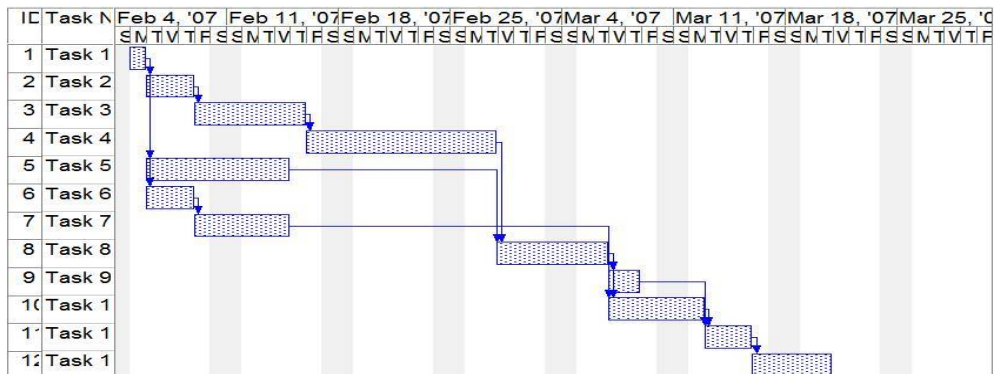 ID Task N Feb 4, '07 Feb 11, '07 Feb 18, '07 Feb 25, '07 Mar 4, '07 Mar 11, '07 Mar 18, '07 Mar 25, '0
S M T V T F S S M T V T F S S M T V T F S S M T V T F S S M T V T F S S M T V T F S S M T V T F S S M T V T F
1 Task 1
2 Task 2
3 Task 3
4 Task 4
5 Task 5
6 Task 6
7 Task 7
8 Task 8
9 Task 9
10 Task 1
11 Task 1
12 Task 1